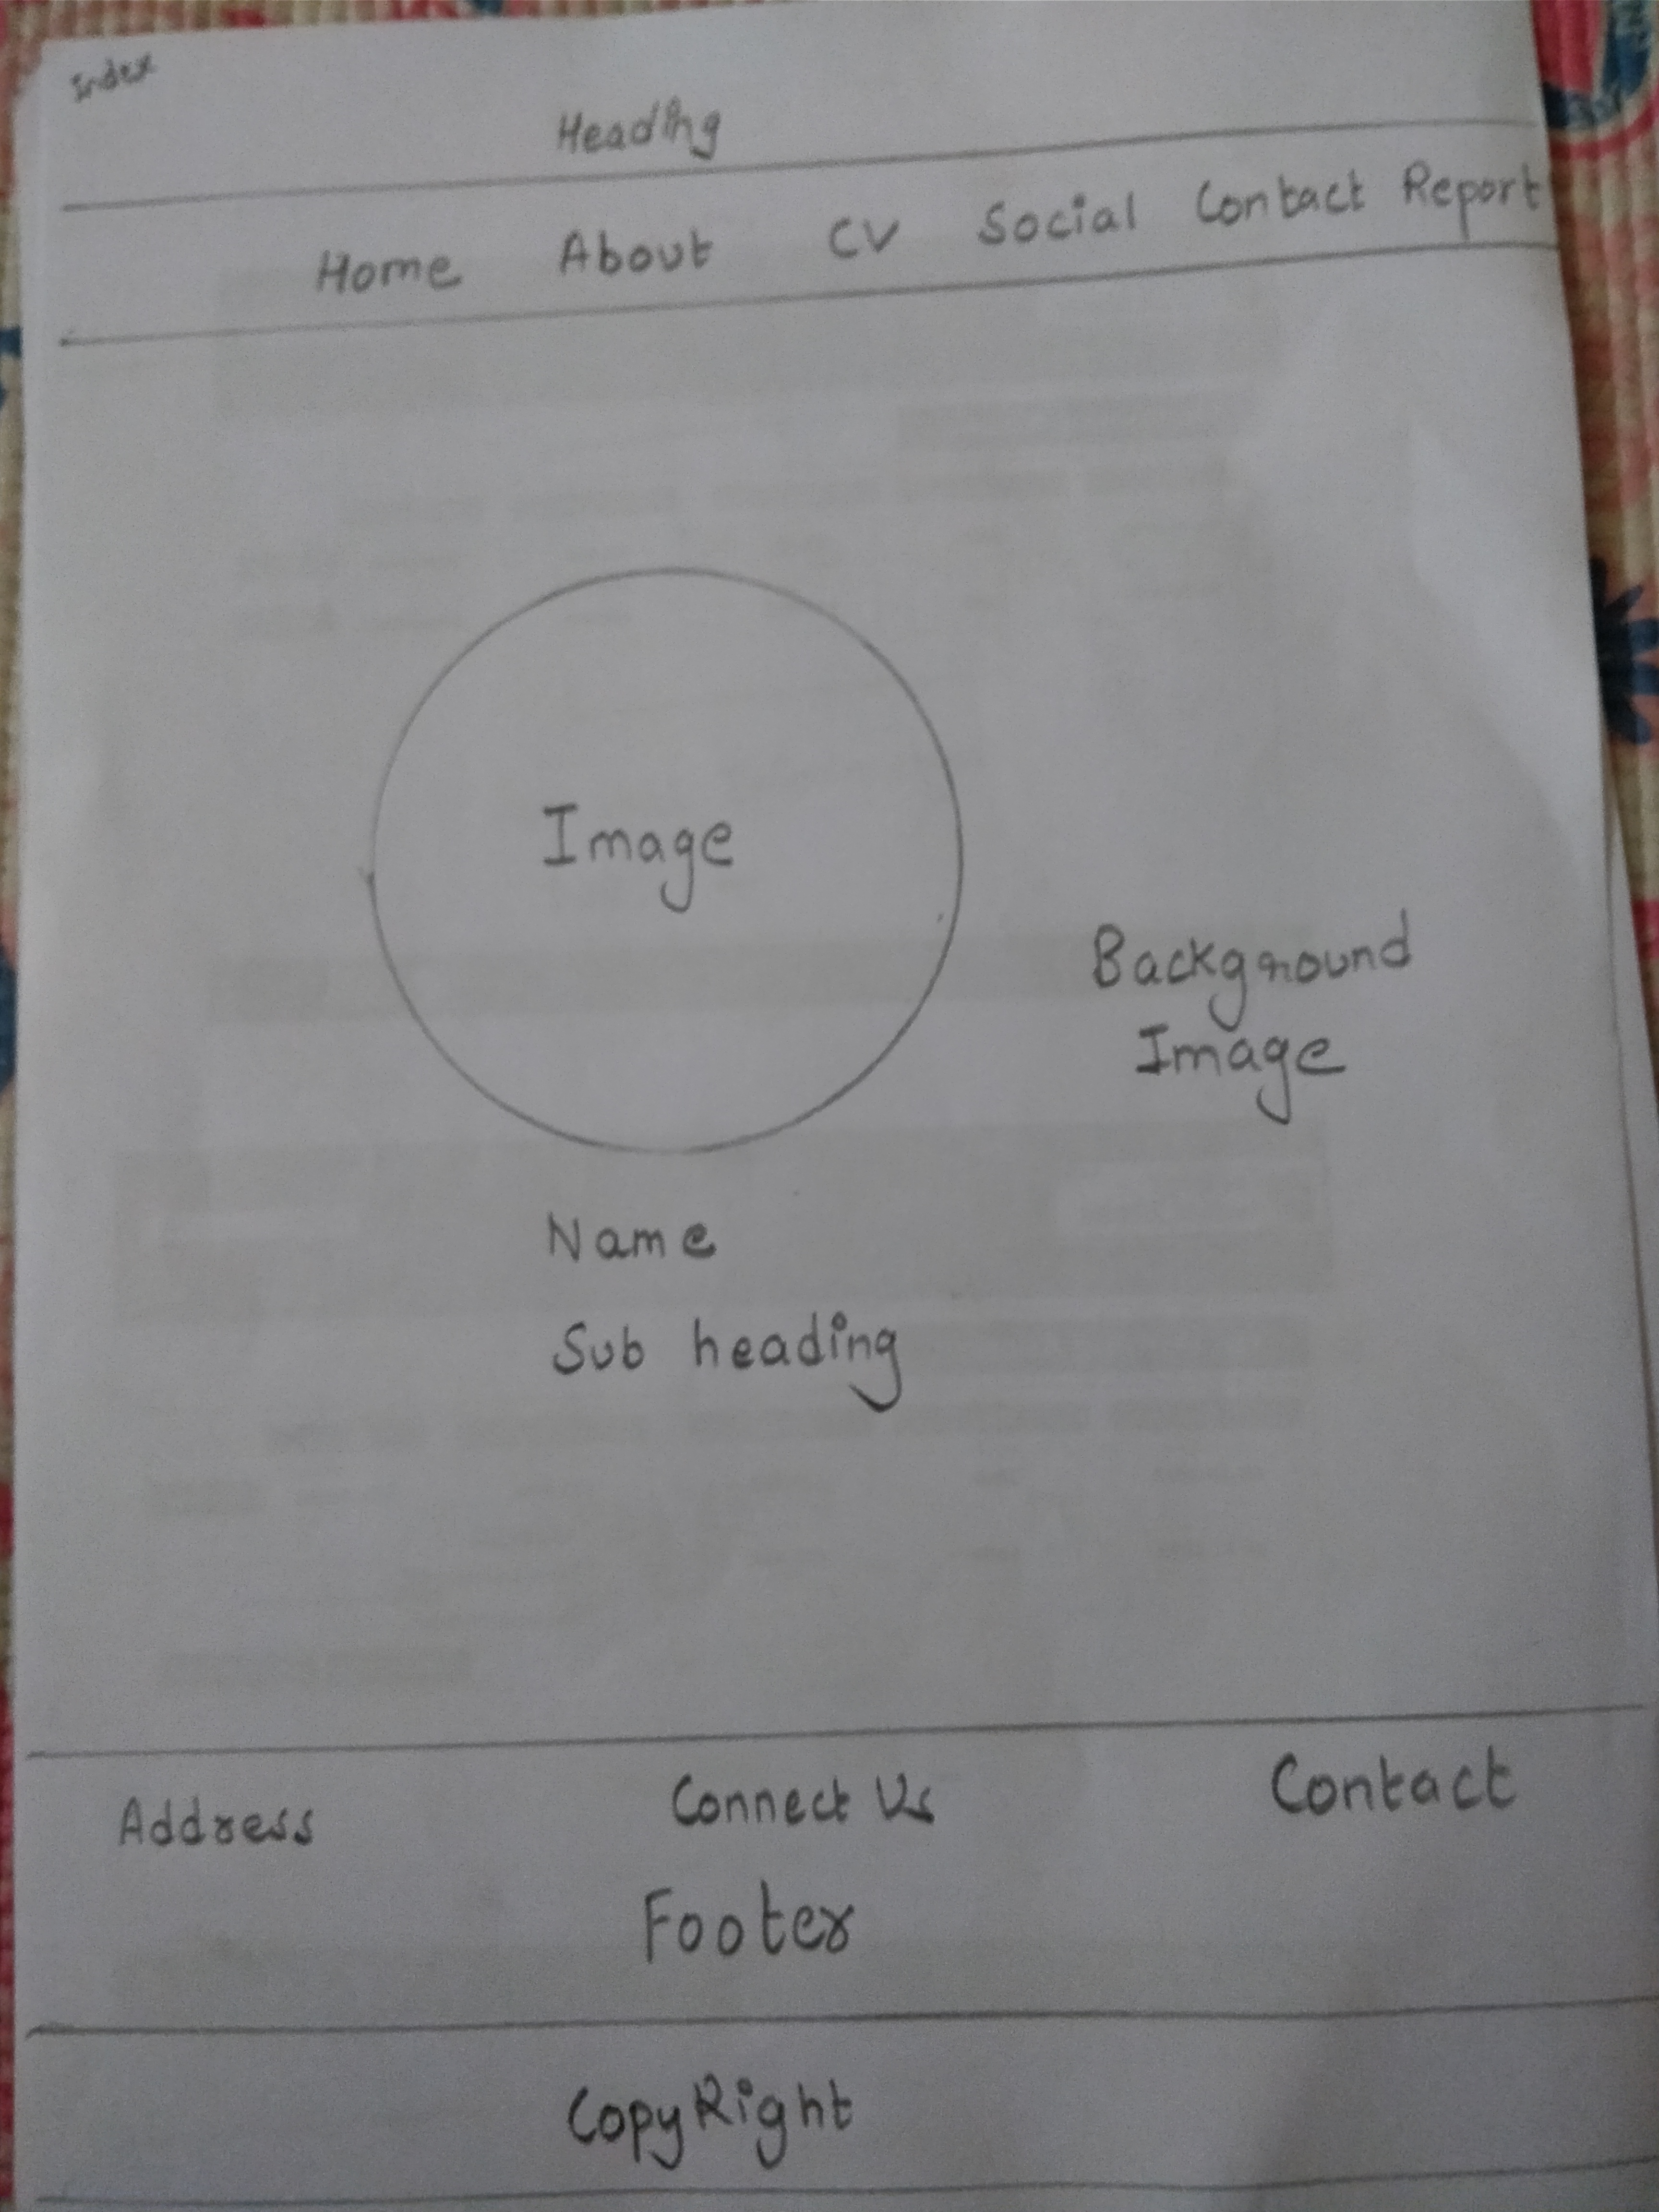 Index
Heading
Home About CV Social Contact Report
Image
Background
Image
Name
Sub heading
Address Connect Us Contact
Footer
CopyRight